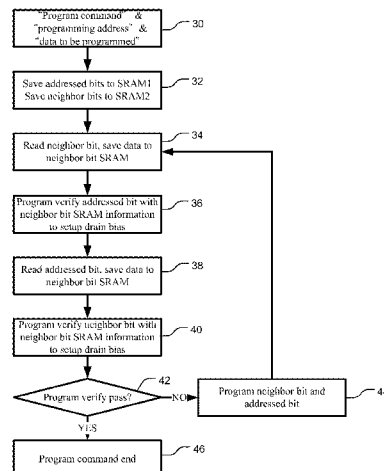 "Program command" &
"programming address" &
"data to be programmed"
30
Save addressed bits to SRAM1
Save neighbor bits to SRAM2
32
Read neighbor bit, save data to
neighbor bit SRAM
34
Program verify addressed bit with
neighbor bit SRAM information
to setup drain bias
36
Read addressed bit, save data to
neighbor bit SRAM
38
Program verify neighbor bit with
neighbor bit SRAM information
to setup drain bias
40
Program verify pass?
42
NO
Program neighbor bit and
addressed bit
YES
Program command end
46